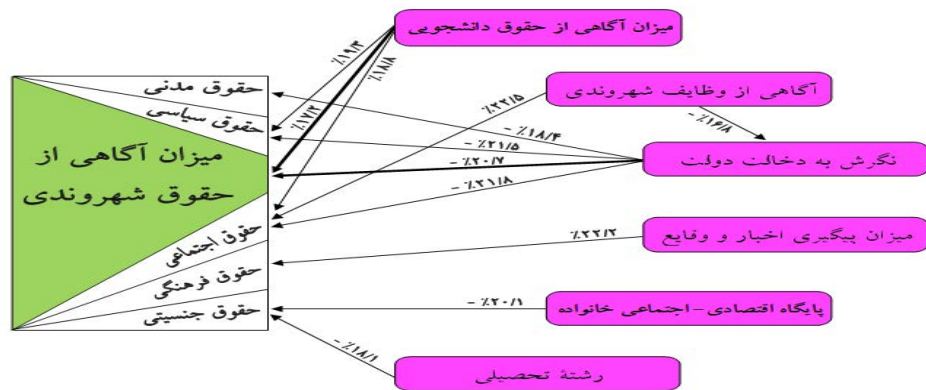 میزان آگاهی از حقوق دانشجویی
٪۱۹/۳
٪۱۸/۸
٪۱۷/۲
حقوق مدنی
آگاهی از وظایف شهروندی
٪۲۲/۵
- ٪۱۶/۸
حقوق سیاسی
- ٪۱۸/۴
- ٪۲۱/۵
نگرش به دخالت دولت
- ٪۲۰/۷
- ٪۲۱/۸
میزان آگاهی از
حقوق شهروندی
حقوق اجتماعی
میزان پیگیری اخبار و وقایع
٪۲۲/۲
حقوق فرهنگی
پایگاه اقتصادی-اجتماعی خانواده
- ٪۲۰/۱
حقوق جنسیتی
- ٪۱۸/۱
رشتۀ تحصیلی